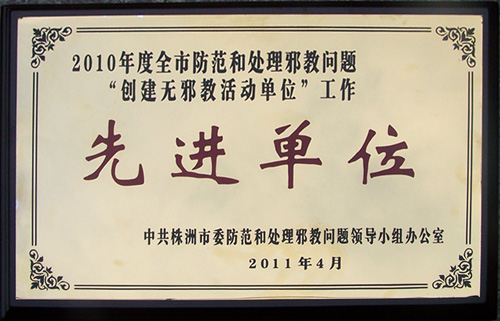 2010年度全市防范和处理邪教问题
“创建无邪教活动单位”工作
先进单位
中共株洲市委防范和处理邪教问题领导小组办公室
2011年4月